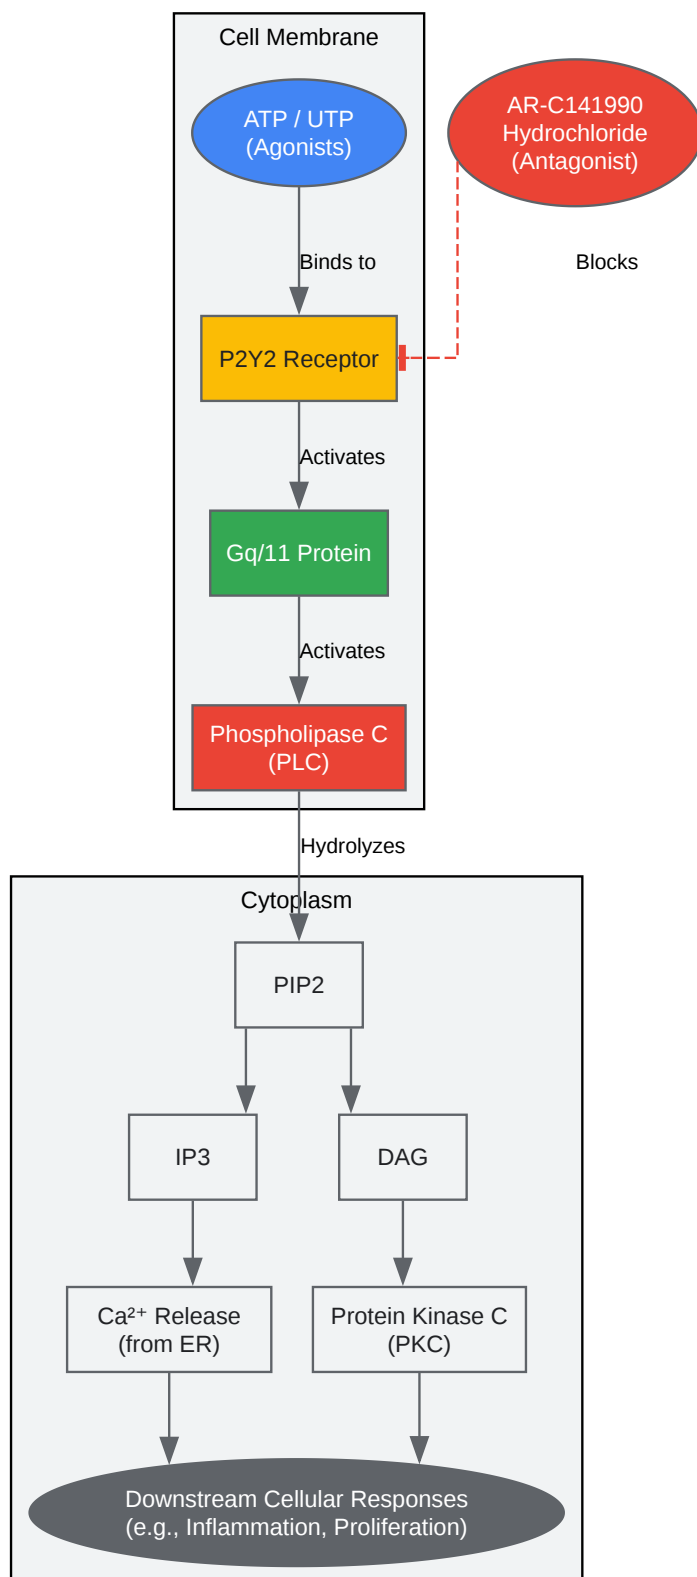 Cell Membrane
ATP / UTP
(Agonists)
AR-C141990
Hydrochloride
(Antagonist)
Binds to
Blocks
P2Y2 Receptor
Activates
Gq/11 Protein
Activates
Phospholipase C
(PLC)
Hydrolyzes
Cytoplasm
PIP2
IP3
DAG
Ca²⁺ Release
(from ER)
Protein Kinase C
(PKC)
Downstream Cellular Responses
(e.g., Inflammation, Proliferation)